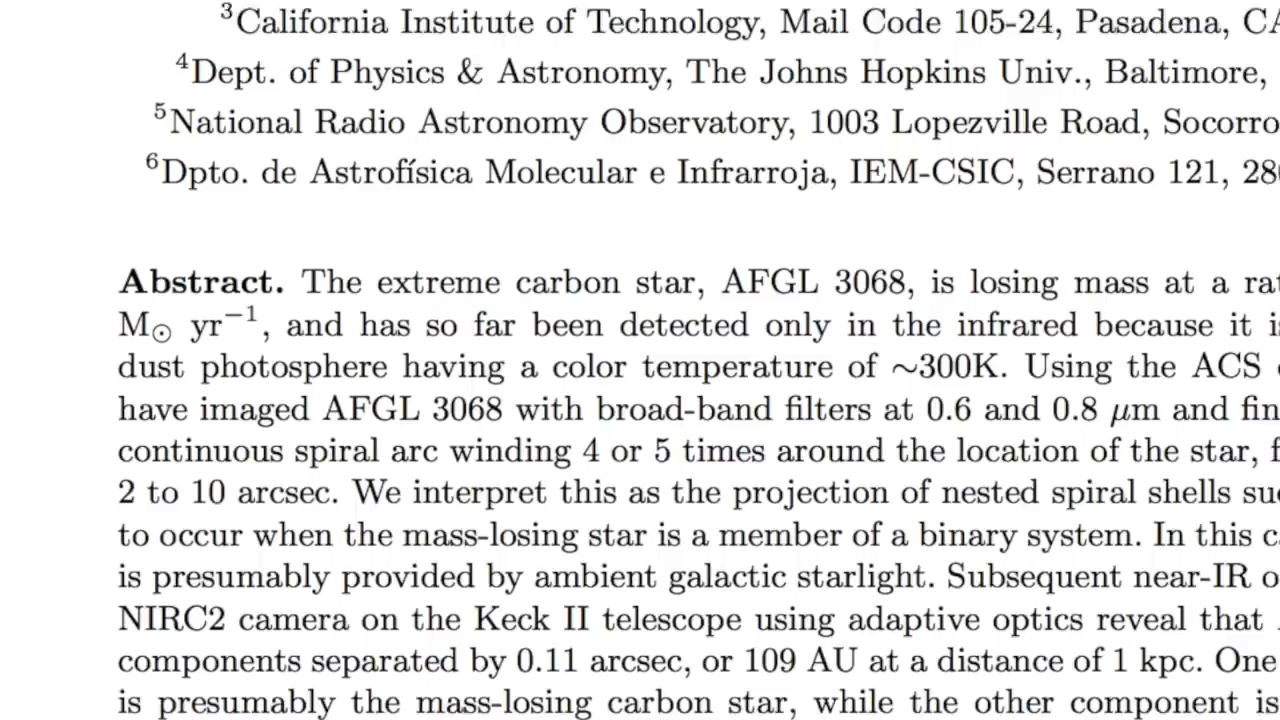 ³California Institute of Technology, Mail Code 105-24, Pasadena,
⁴Dept. of Physics & Astronomy, The Johns Hopkins Univ., Baltimore,
⁵National Radio Astronomy Observatory, 1003 Lopezville Road, Socorro
⁶Dpto. de Astrofísica Molecular e Infrarroja, IEM-CSIC, Serrano 121,
Abstract. The extreme carbon star, AFGL 3068, is losing mass at a
M⊙ yr⁻¹, and has so far been detected only in the infrared because it
dust photosphere having a color temperature of ∼300K. Using the ACS
have imaged AFGL 3068 with broad-band filters at 0.6 and 0.8 μm and
continuous spiral arc winding 4 or 5 times around the location of the star,
2 to 10 arcsec. We interpret this as the projection of nested spiral shells
to occur when the mass-losing star is a member of a binary system. In this
is presumably provided by ambient galactic starlight. Subsequent near-IR
NIRC2 camera on the Keck II telescope using adaptive optics reveal that
components separated by 0.11 arcsec, or 109 AU at a distance of 1 kpc. One
is presumably the mass-losing carbon star, while the other component is